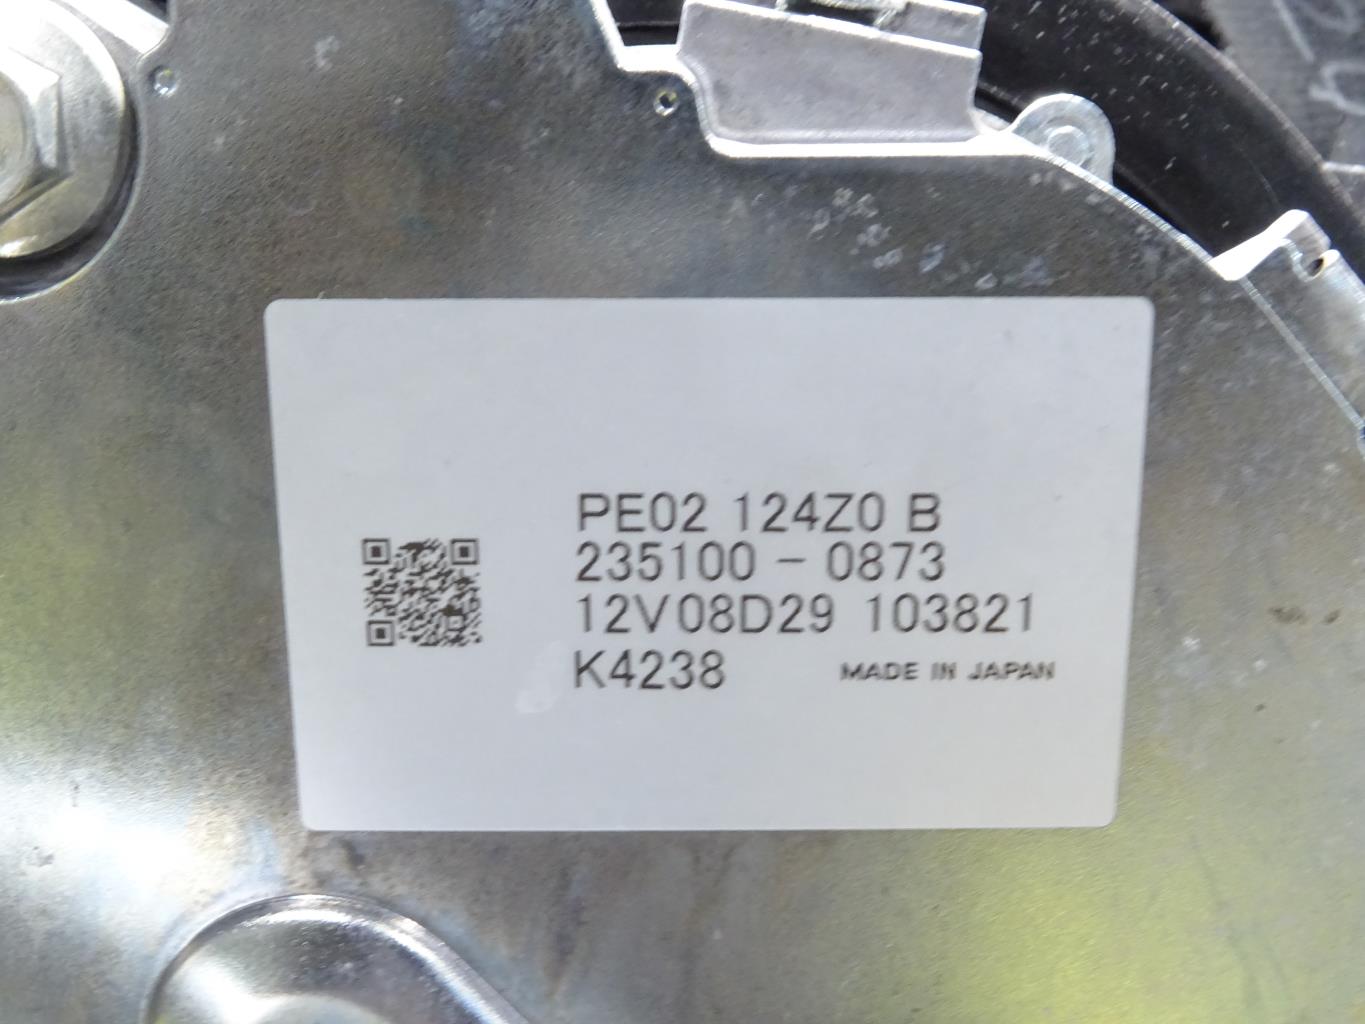 PE02 124Z0 B
235100 - 0873
12V08D29 103821
K4238 MADE IN JAPAN